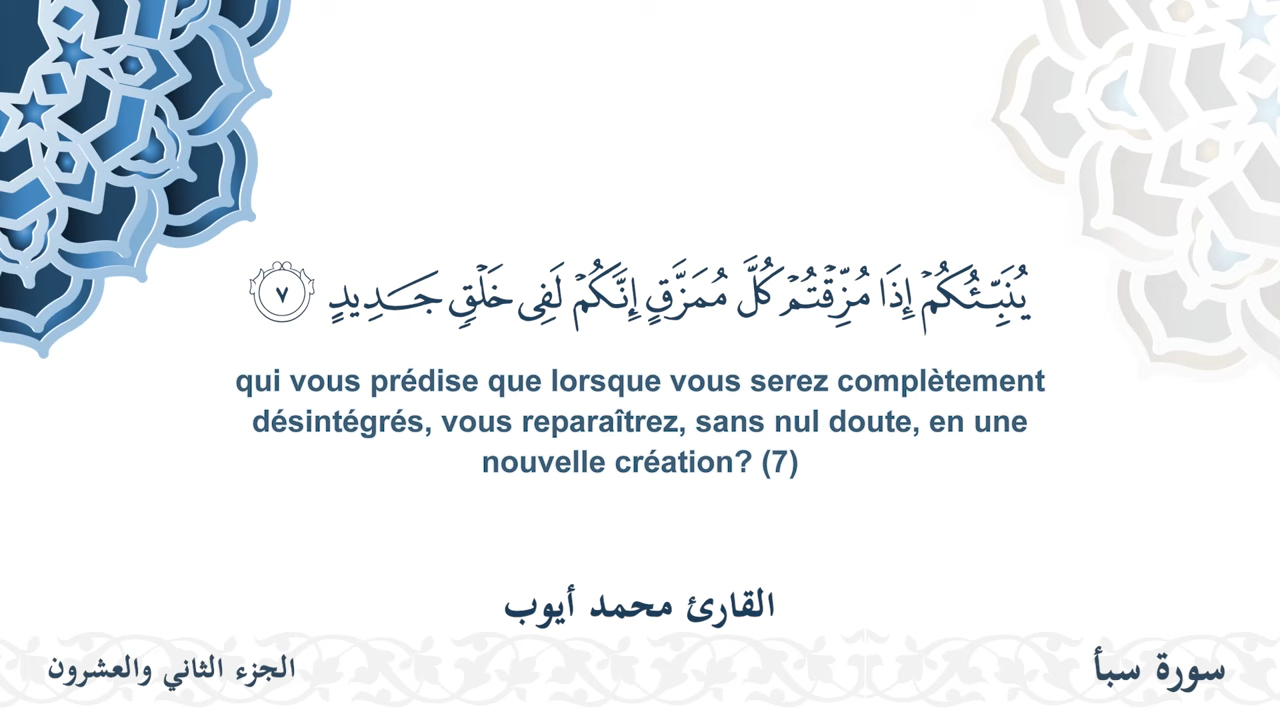 يُنَبِّئُكُمْ إِذَا مُزِّقْتُمْ كُلَّ مُمَزَّقٍ إِنَّكُمْ لَفِى خَلْقٍ جَدِيدٍ ٧
qui vous prédise que lorsque vous serez complètement
désintégrés, vous reparaîtrez, sans nul doute, en une
nouvelle création? (7)
القارئ محمد أيوب
سورة سبأ
الجزء الثاني والعشرون